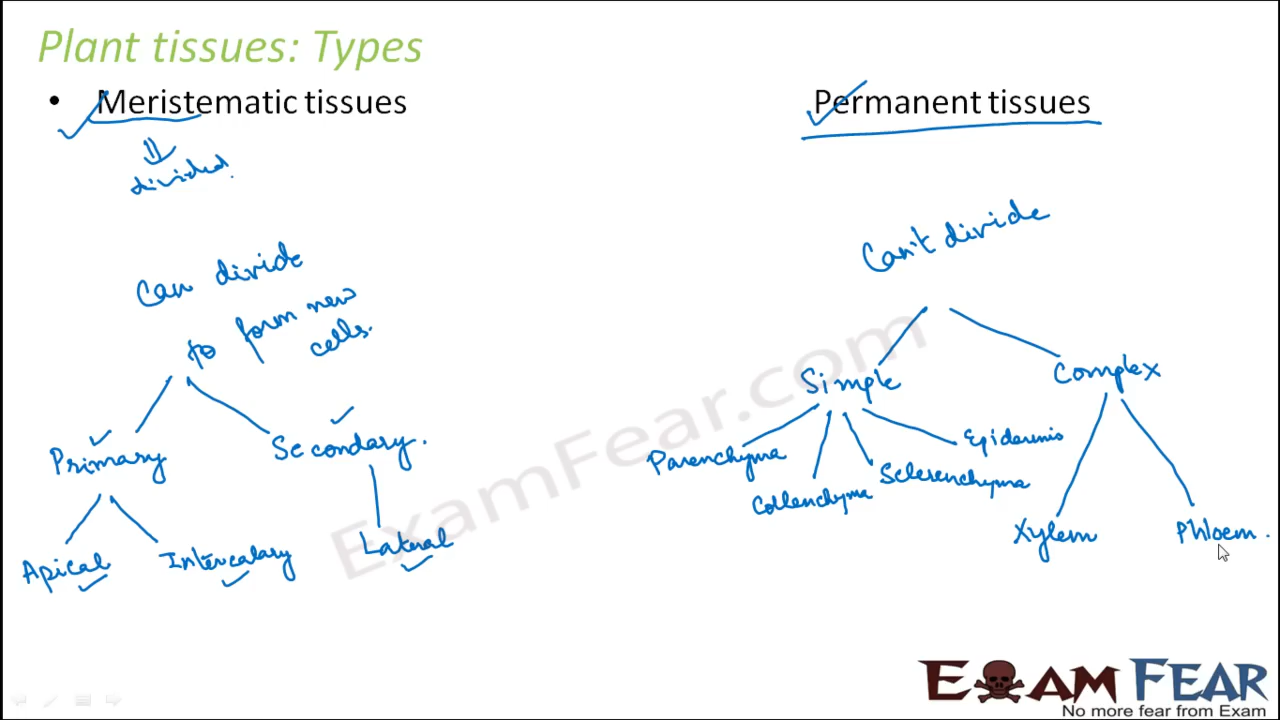 Plant tissues: Types
• Meristematic tissues
Permanent tissues
divided.
Can divide
to form new
cells.
Can't divide
Primary
Secondary.
Apical
Intercalary
Lateral
Simple
Complex
Parenchyma
Collenchyma
Sclerenchyma
Epidermis
Xylem
Phloem.
ExamFear.com
EXAM FEAR
No more fear from Exam